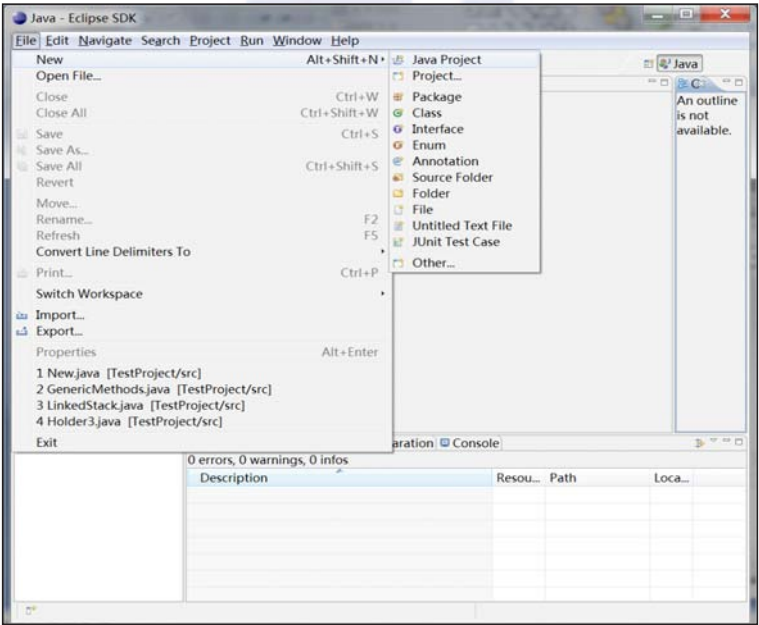 Java - Eclipse SDK
File Edit Navigate Search Project Run Window Help
New Alt+Shift+N
Open File...
Close Ctrl+W
Close All Ctrl+Shift+W
Save Ctrl+S
Save As...
Save All Ctrl+Shift+S
Revert
Move...
Rename... F2
Refresh F5
Convert Line Delimiters To
Print... Ctrl+P
Switch Workspace
Import...
Export...
Properties Alt+Enter
1 New.java [TestProject/src]
2 GenericMethods.java [TestProject/src]
3 LinkedStack.java [TestProject/src]
4 Holder3.java [TestProject/src]
Exit
Java Project
Project...
Package
Class
Interface
Enum
Annotation
Source Folder
Folder
File
Untitled Text File
JUnit Test Case
Other...
Java
An outline
is not
available.
aration Console
0 errors, 0 warnings, 0 infos
Description Resou... Path Loca...